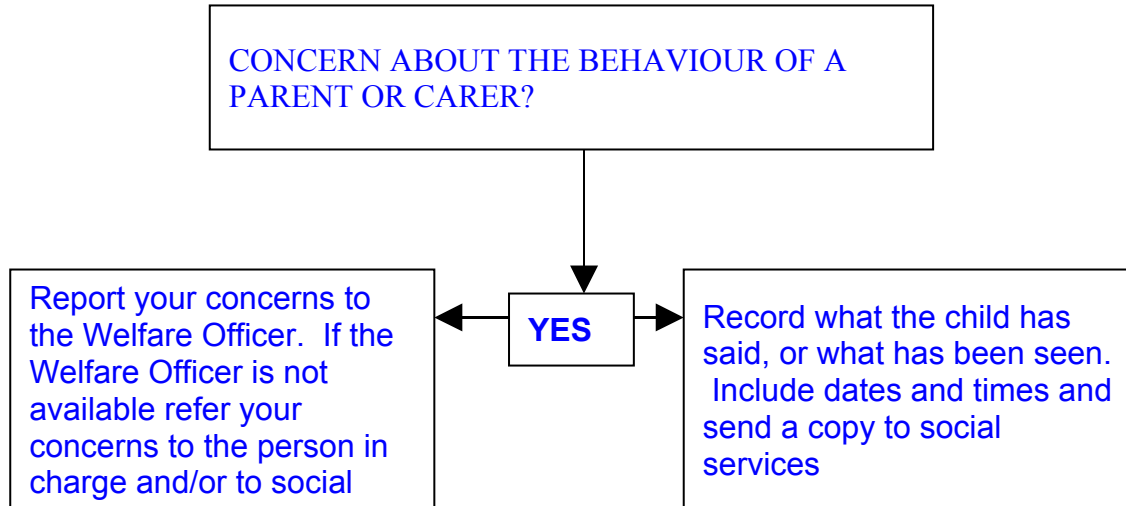 CONCERN ABOUT THE BEHAVIOUR OF A
PARENT OR CARER?
Report your concerns to
the Welfare Officer.  If the
Welfare Officer is not
available refer your
concerns to the person in
charge and/or to social
YES
Record what the child has
said, or what has been seen.
Include dates and times and
send a copy to social
services